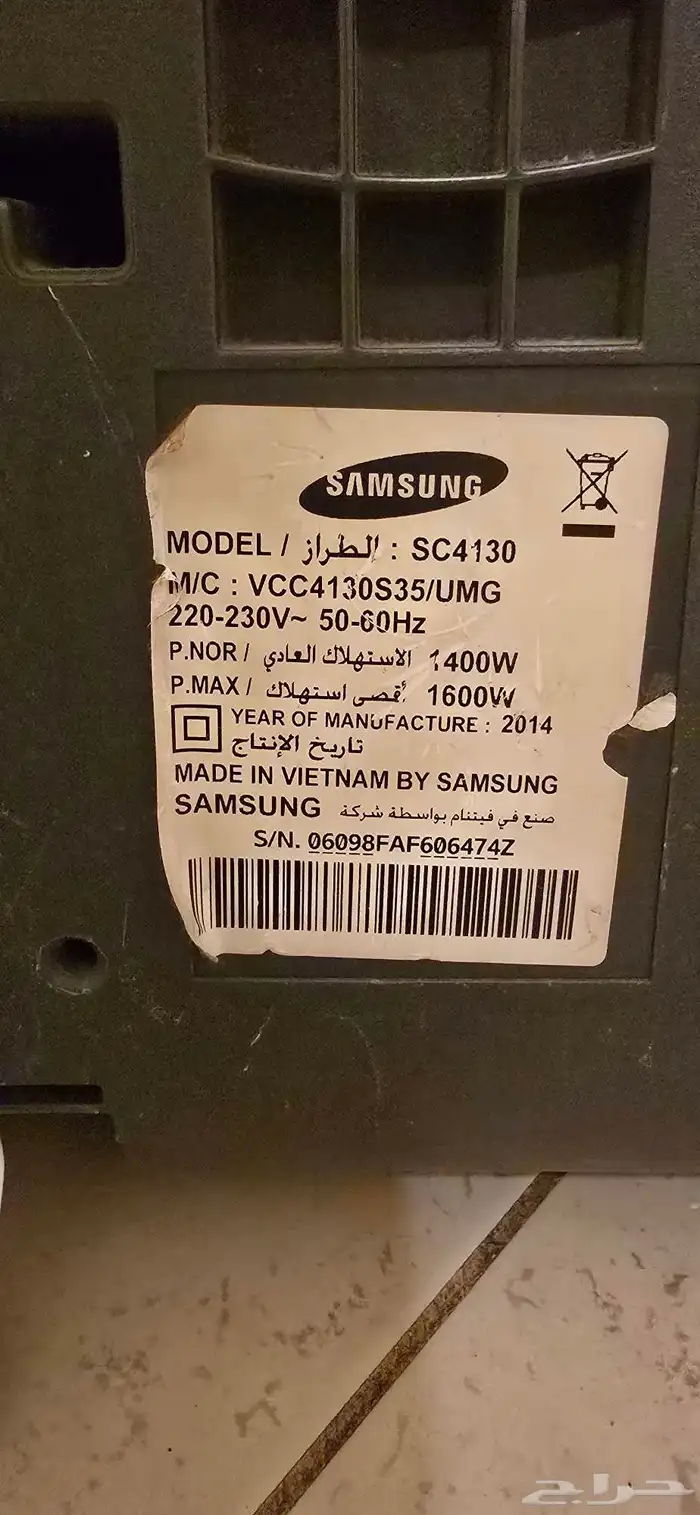 SAMSUNG
MODEL / الطراز : SC4130
M/C : VCC4130S35/UMG
220-230V~ 50-60Hz
P.NOR / الاستهلاك العادي 1400W
P.MAX / أقصى استهلاك 1600W
YEAR OF MANUFACTURE : 2014
تاريخ الإنتاج
MADE IN VIETNAM BY SAMSUNG
SAMSUNG صنع في فيتنام بواسطة شركة
S/N. 06098FAF606474Z
حراج